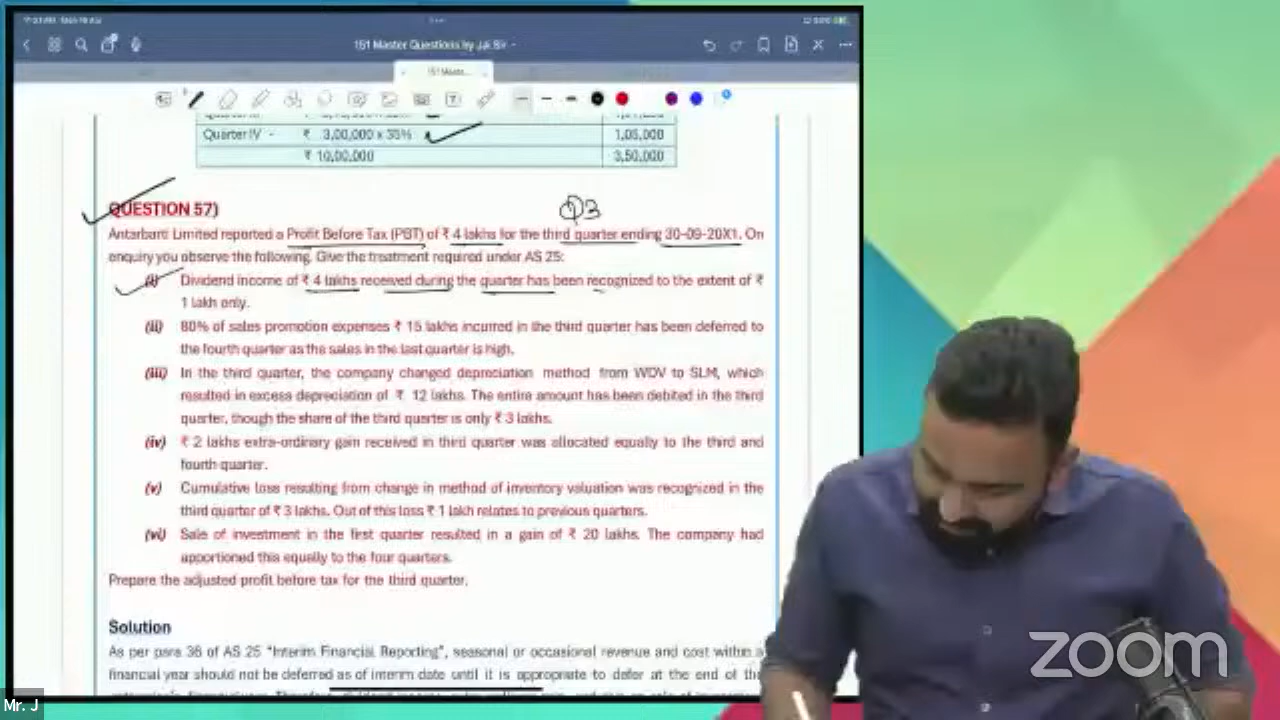 151 Master Questions by Jai Sir
151 Maste...
Quarter IV - ₹ 3,00,000 x 35% 1,05,000
₹ 10,00,000 3,50,000
QUESTION 57)
Q3
Antarbarti Limited reported a Profit Before Tax (PBT) of ₹ 4 lakhs for the third quarter ending 30-09-20X1. On
enquiry you observe the following. Give the treatment required under AS 25:
(i) Dividend income of ₹ 4 lakhs received during the quarter has been recognized to the extent of ₹
1 lakh only.
(ii) 80% of sales promotion expenses ₹ 15 lakhs incurred in the third quarter has been deferred to
the fourth quarter as the sales in the last quarter is high.
(iii) In the third quarter, the company changed depreciation method from WDV to SLM, which
resulted in excess depreciation of ₹ 12 lakhs. The entire amount has been debited in the third
quarter, though the share of the third quarter is only ₹ 3 lakhs.
(iv) ₹ 2 lakhs extra-ordinary gain received in third quarter was allocated equally to the third and
fourth quarter.
(v) Cumulative loss resulting from change in method of inventory valuation was recognized in the
third quarter of ₹ 3 lakhs. Out of this loss ₹ 1 lakh relates to previous quarters.
(vi) Sale of investment in the first quarter resulted in a gain of ₹ 20 lakhs. The company had
apportioned this equally to the four quarters.
Prepare the adjusted profit before tax for the third quarter.
Solution
As per para 36 of AS 25 "Interim Financial Reporting", seasonal or occasional revenue and cost within a
financial year should not be deferred as of interim date until it is appropriate to defer at the end of the
zoom
Mr. J